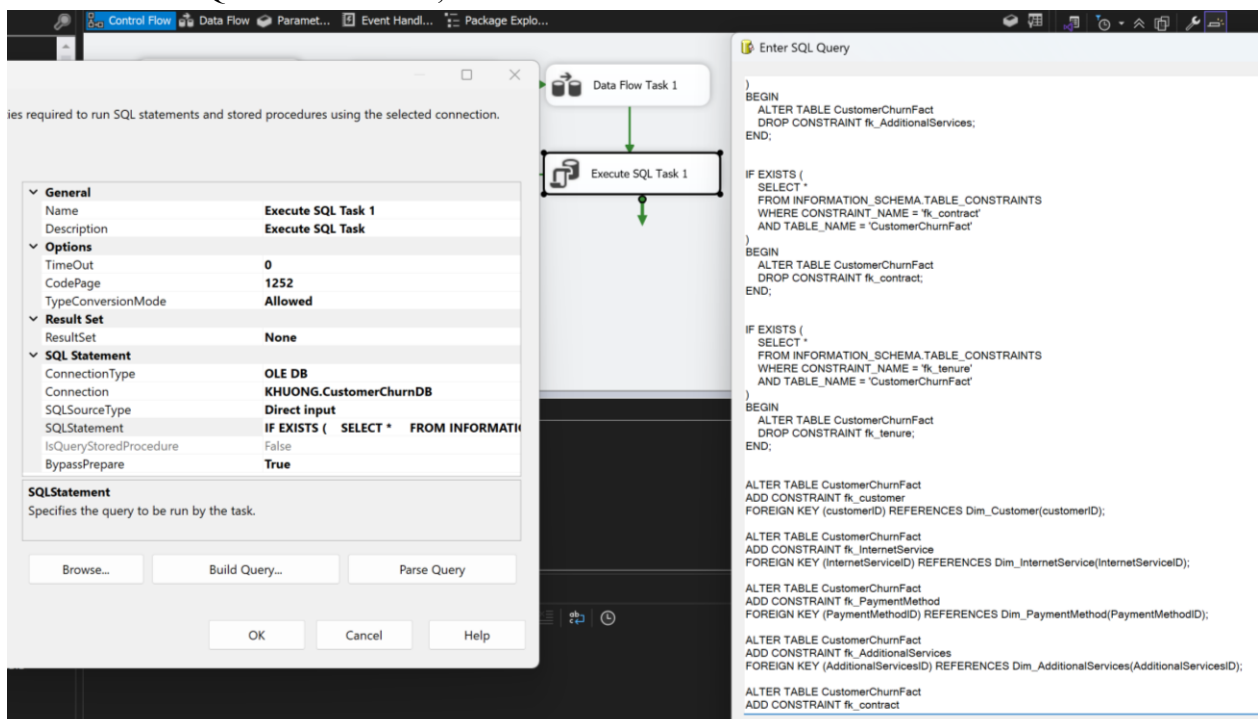 Control Flow
Data Flow
Paramet...
Event Handl...
Package Explo...
ies required to run SQL statements and stored procedures using the selected connection.
General
Name Execute SQL Task 1
Description Execute SQL Task
Options
TimeOut 0
CodePage 1252
TypeConversionMode Allowed
Result Set
ResultSet None
SQL Statement
ConnectionType OLE DB
Connection KHUONG.CustomerChurnDB
SQLSourceType Direct input
SQLStatement IF EXISTS ( SELECT * FROM INFORMATI
IsQueryStoredProcedure False
BypassPrepare True
SQLStatement
Specifies the query to be run by the task.
Browse...
Build Query...
Parse Query
OK
Cancel
Help
Data Flow Task 1
Execute SQL Task 1
Enter SQL Query
)
BEGIN
ALTER TABLE CustomerChurnFact
DROP CONSTRAINT fk_AdditionalServices;
END;
IF EXISTS (
SELECT *
FROM INFORMATION_SCHEMA.TABLE_CONSTRAINTS
WHERE CONSTRAINT_NAME = 'fk_contract'
AND TABLE_NAME = 'CustomerChurnFact'
)
BEGIN
ALTER TABLE CustomerChurnFact
DROP CONSTRAINT fk_contract;
END;
IF EXISTS (
SELECT *
FROM INFORMATION_SCHEMA.TABLE_CONSTRAINTS
WHERE CONSTRAINT_NAME = 'fk_tenure'
AND TABLE_NAME = 'CustomerChurnFact'
)
BEGIN
ALTER TABLE CustomerChurnFact
DROP CONSTRAINT fk_tenure;
END;
ALTER TABLE CustomerChurnFact
ADD CONSTRAINT fk_customer
FOREIGN KEY (customerID) REFERENCES Dim_Customer(customerID);
ALTER TABLE CustomerChurnFact
ADD CONSTRAINT fk_InternetService
FOREIGN KEY (InternetServiceID) REFERENCES Dim_InternetService(InternetServiceID);
ALTER TABLE CustomerChurnFact
ADD CONSTRAINT fk_PaymentMethod
FOREIGN KEY (PaymentMethodID) REFERENCES Dim_PaymentMethod(PaymentMethodID);
ALTER TABLE CustomerChurnFact
ADD CONSTRAINT fk_AdditionalServices
FOREIGN KEY (AdditionalServicesID) REFERENCES Dim_AdditionalServices(AdditionalServicesID);
ALTER TABLE CustomerChurnFact
ADD CONSTRAINT fk_contract